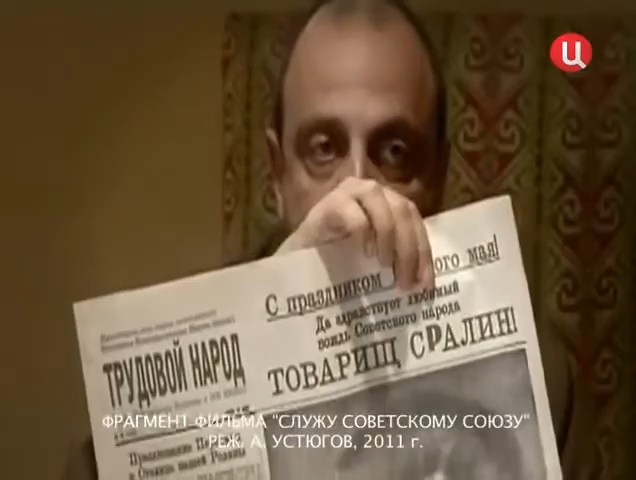 Ц
С праздником ого мая!
Да здравствует любимый
вождь Советского народа
ТОВАРИЩ СРАЛИН!
ТРУДОВОЙ НАРОД
ФРАГМЕНТ ФИЛЬМА "СЛУЖУ СОВЕТСКОМУ СОЮЗУ"
РЕЖ. А. УСТЮГОВ, 2011 г.